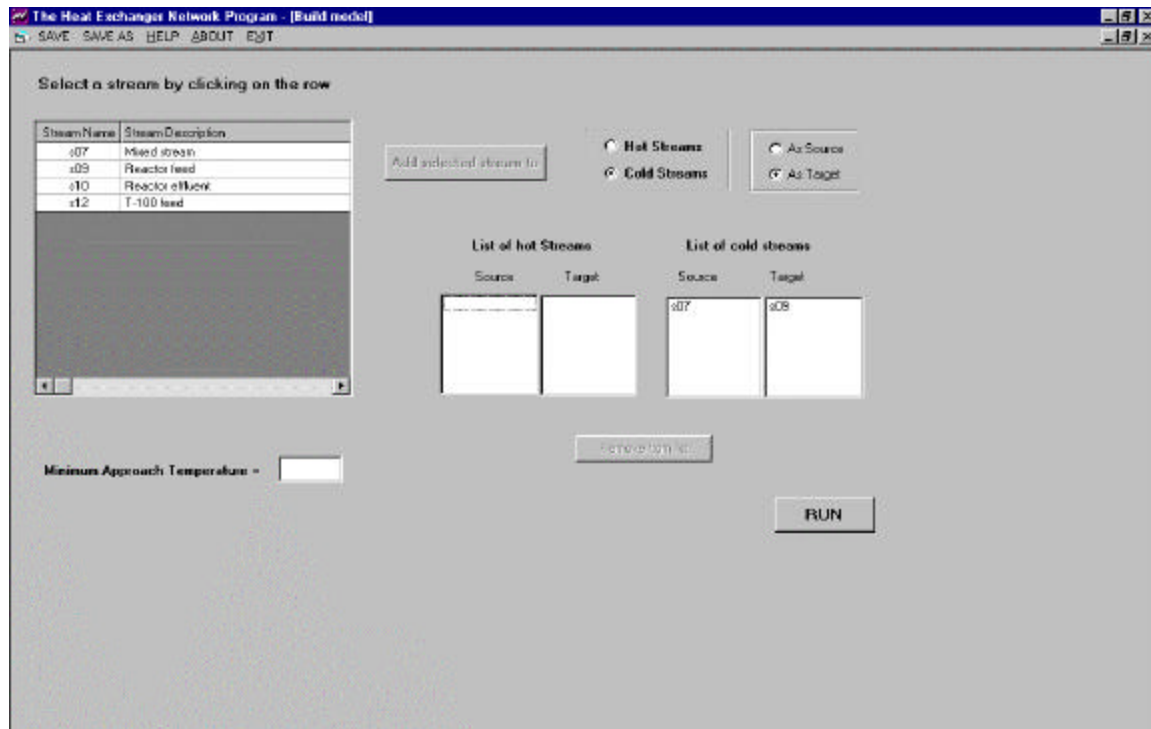 The Heat Exchanger Network Program - [Build model]
SAVE SAVE AS HELP ABOUT EXIT
Select a stream by clicking on the row
Stream Name Stream Description
s07 Mixed stream
s09 Reactor feed
s10 Reactor effluent
s12 T-100 feed
Add selected stream to
Hot Streams
Cold Streams
As Source
As Target
List of hot Streams
List of cold streams
Source Target
Source Target
s07 s09
Remove from list
Minimum Approach Temperature =
RUN